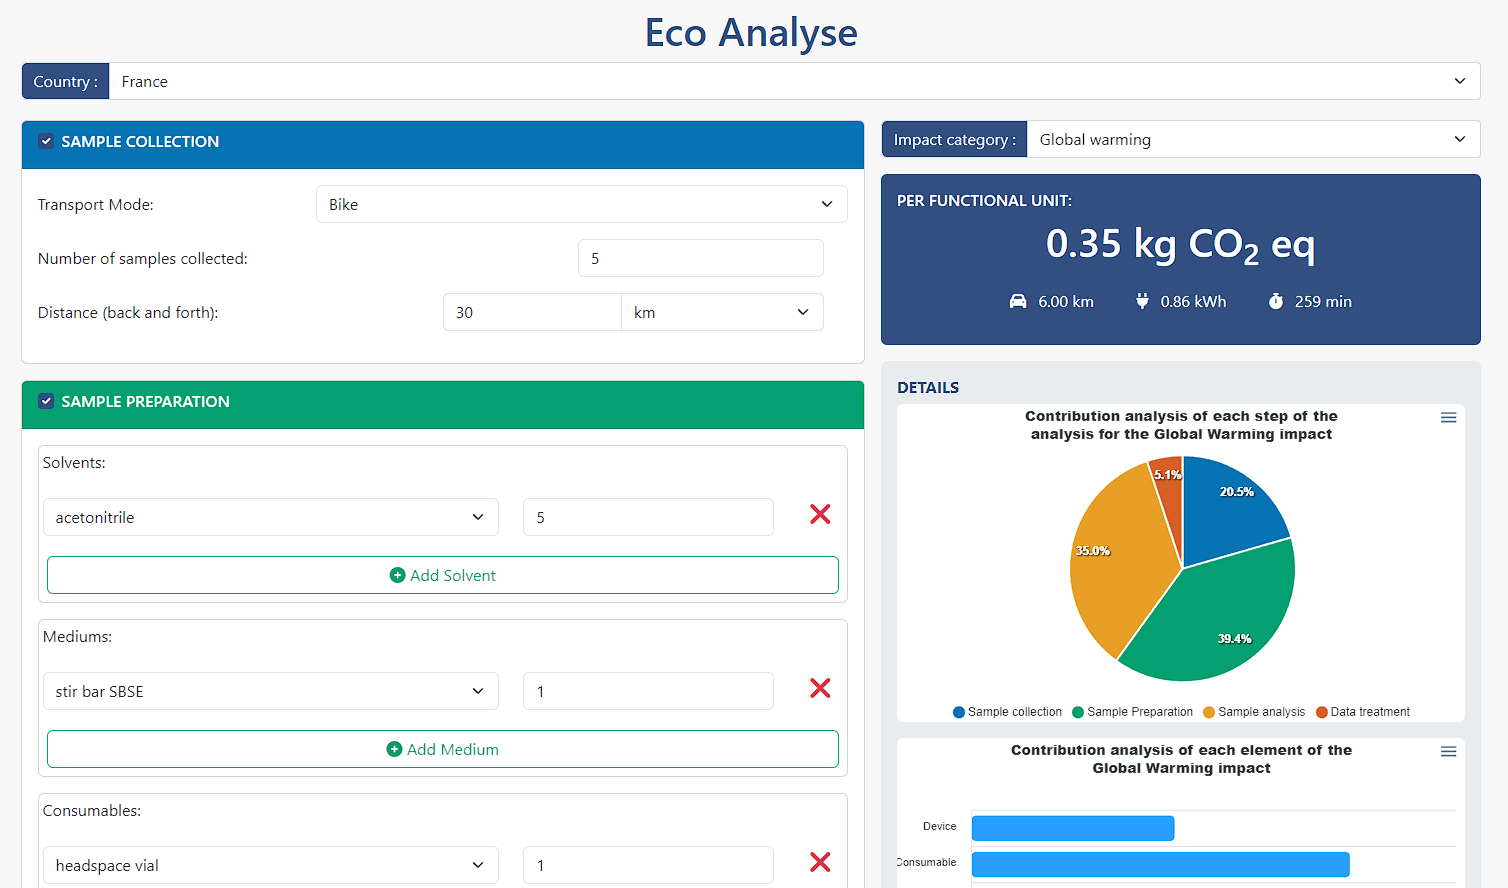 Eco Analyse
Country :
France
SAMPLE COLLECTION
Transport Mode:
Bike
Number of samples collected:
5
Distance (back and forth):
30
km
SAMPLE PREPARATION
Solvents:
acetonitrile
5
Add Solvent
Mediums:
stir bar SBSE
1
Add Medium
Consumables:
headspace vial
1
Impact category :
Global warming
PER FUNCTIONAL UNIT:
0.35 kg CO₂ eq
6.00 km
0.86 kWh
259 min
DETAILS
Contribution analysis of each step of the
analysis for the Global Warming impact
5.1%
20.5%
35.0%
39.4%
Sample collection
Sample Preparation
Sample analysis
Data treatment
Contribution analysis of each element of the
Global Warming impact
Device
Consumable